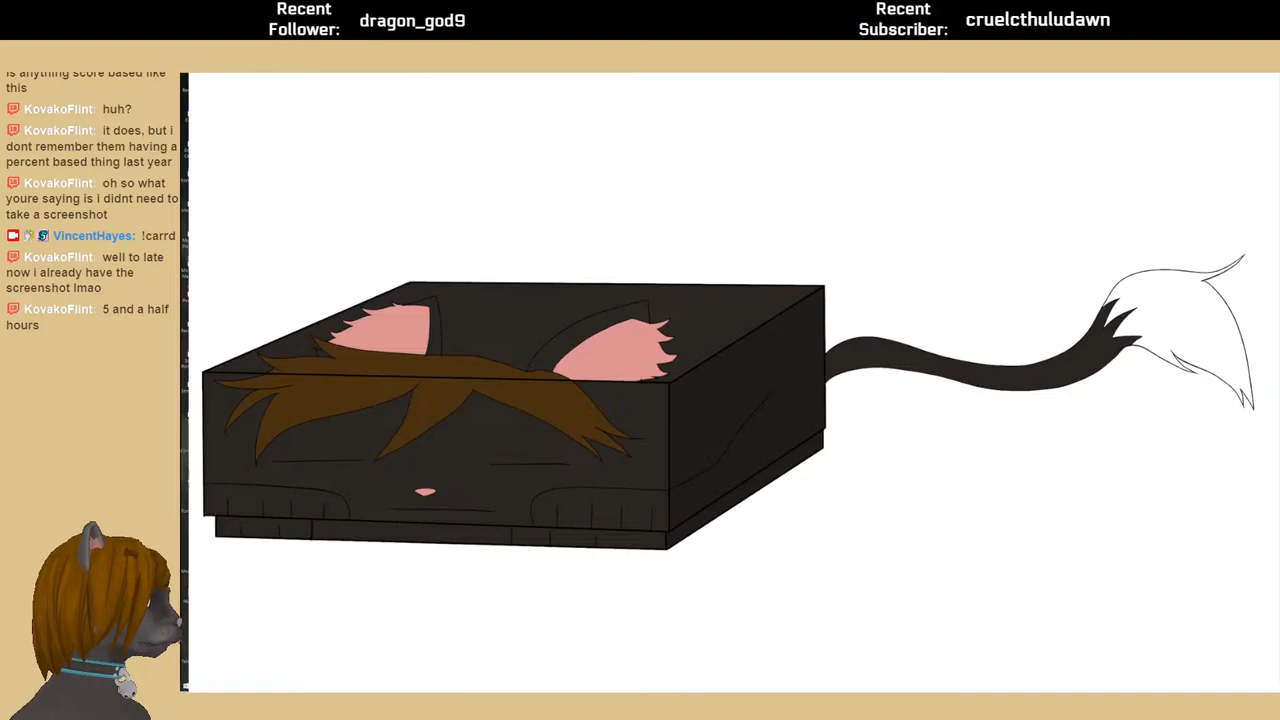 Recent
Follower:
dragon_god9
Recent
Subscriber:
cruelcthuludawn
is anything score based like
this
KovakoFlint: huh?
KovakoFlint: it does, but i
dont remember them having a
percent based thing last year
KovakoFlint: oh so what
youre saying is i didnt need to
take a screenshot
VincentHayes: !carrd
KovakoFlint: well to late
now i already have the
screenshot lmao
KovakoFlint: 5 and a half
hours